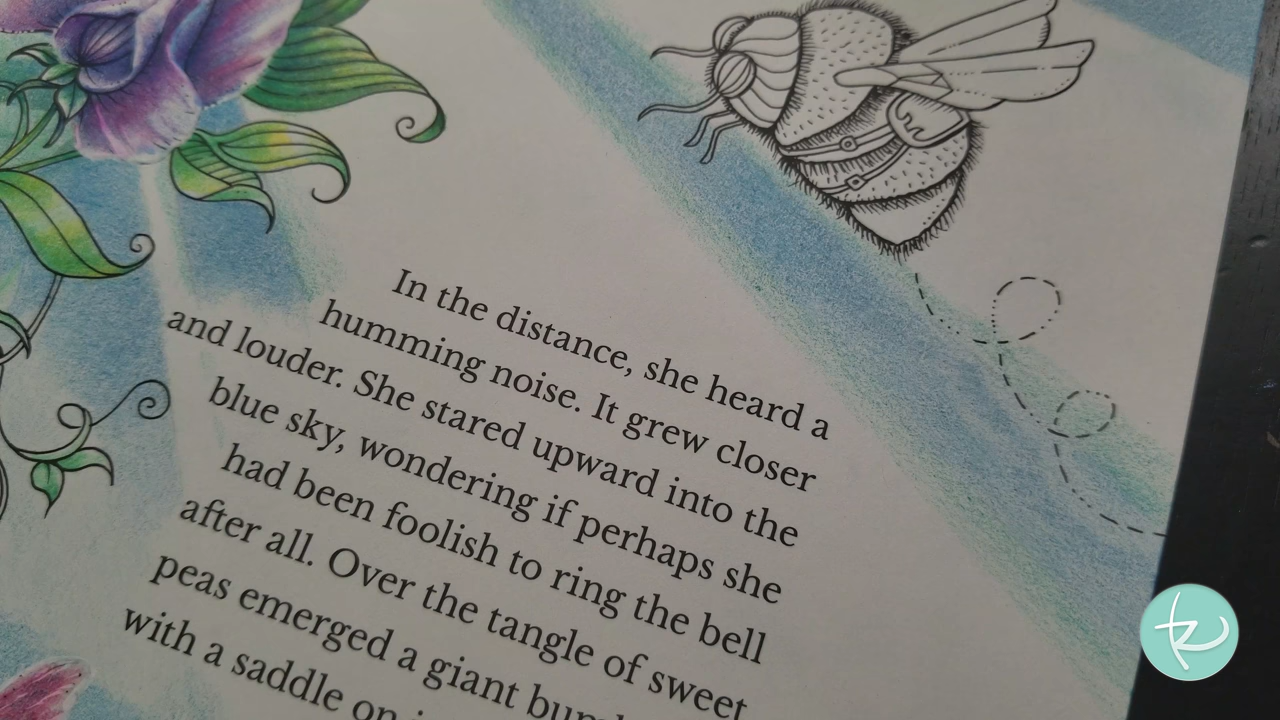 In the distance, she heard a
humming noise. It grew closer
and louder. She stared upward into the
blue sky, wondering if perhaps she
had been foolish to ring the bell
after all. Over the tangle of sweet
peas emerged a giant
with a saddle on